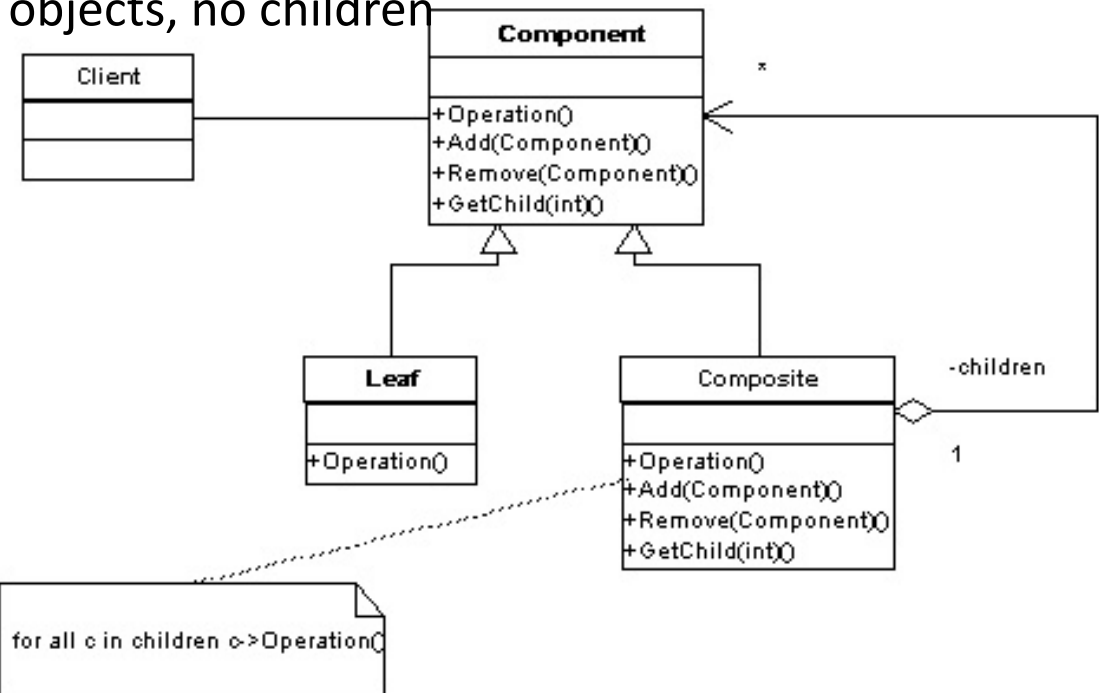 objects, no children
Component
Client
*
+Operation()
+Add(Component)()
+Remove(Component)()
+GetChild(int)()
-children
Leaf
Composite
+Operation()
+Operation()
+Add(Component)()
+Remove(Component)()
+GetChild(int)()
1
for all c in children c->Operation()